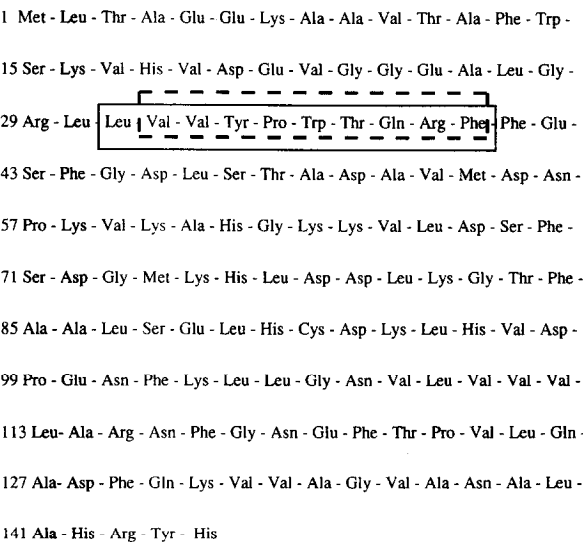 1 Met - Leu - Thr - Ala - Glu - Glu - Lys - Ala - Ala - Val - Thr - Ala - Phe - Trp -
15 Ser - Lys - Val - His - Val - Asp - Glu - Val - Gly - Gly - Glu - Ala - Leu - Gly -
29 Arg - Leu - Leu - Val - Val - Tyr - Pro - Trp - Thr - Gln - Arg - Phe - Phe - Glu -
43 Ser - Phe - Gly - Asp - Leu - Ser - Thr - Ala - Asp - Ala - Val - Met - Asp - Asn -
57 Pro - Lys - Val - Lys - Ala - His - Gly - Lys - Lys - Val - Leu - Asp - Ser - Phe -
71 Ser - Asp - Gly - Met - Lys - His - Leu - Asp - Asp - Leu - Lys - Gly - Thr - Phe -
85 Ala - Ala - Leu - Ser - Glu - Leu - His - Cys - Asp - Lys - Leu - His - Val - Asp -
99 Pro - Glu - Asn - Phe - Lys - Leu - Leu - Gly - Asn - Val - Leu - Val - Val - Val -
113 Leu- Ala - Arg - Asn - Phe - Gly - Asn - Glu - Phe - Thr - Pro - Val - Leu - Gln -
127 Ala- Asp - Phe - Gln - Lys - Val - Val - Ala - Gly - Val - Ala - Asn - Ala - Leu -
141 Ala - His - Arg - Tyr - His